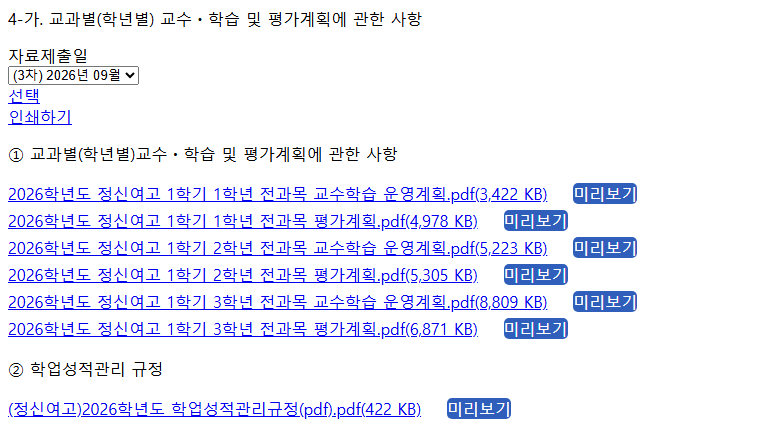 4-가. 교과별(학년별) 교수・학습 및 평가계획에 관한 사항
자료제출일
(3차) 2026년 09월
선택
인쇄하기
① 교과별(학년별)교수・학습 및 평가계획에 관한 사항
2026학년도 정신여고 1학기 1학년 전과목 교수학습 운영계획.pdf(3,422 KB) 미리보기
2026학년도 정신여고 1학기 1학년 전과목 평가계획.pdf(4,978 KB) 미리보기
2026학년도 정신여고 1학기 2학년 전과목 교수학습 운영계획.pdf(5,223 KB) 미리보기
2026학년도 정신여고 1학기 2학년 전과목 평가계획.pdf(5,305 KB) 미리보기
2026학년도 정신여고 1학기 3학년 전과목 교수학습 운영계획.pdf(8,809 KB) 미리보기
2026학년도 정신여고 1학기 3학년 전과목 평가계획.pdf(6,871 KB) 미리보기
② 학업성적관리 규정
(정신여고)2026학년도 학업성적관리규정(pdf).pdf(422 KB) 미리보기